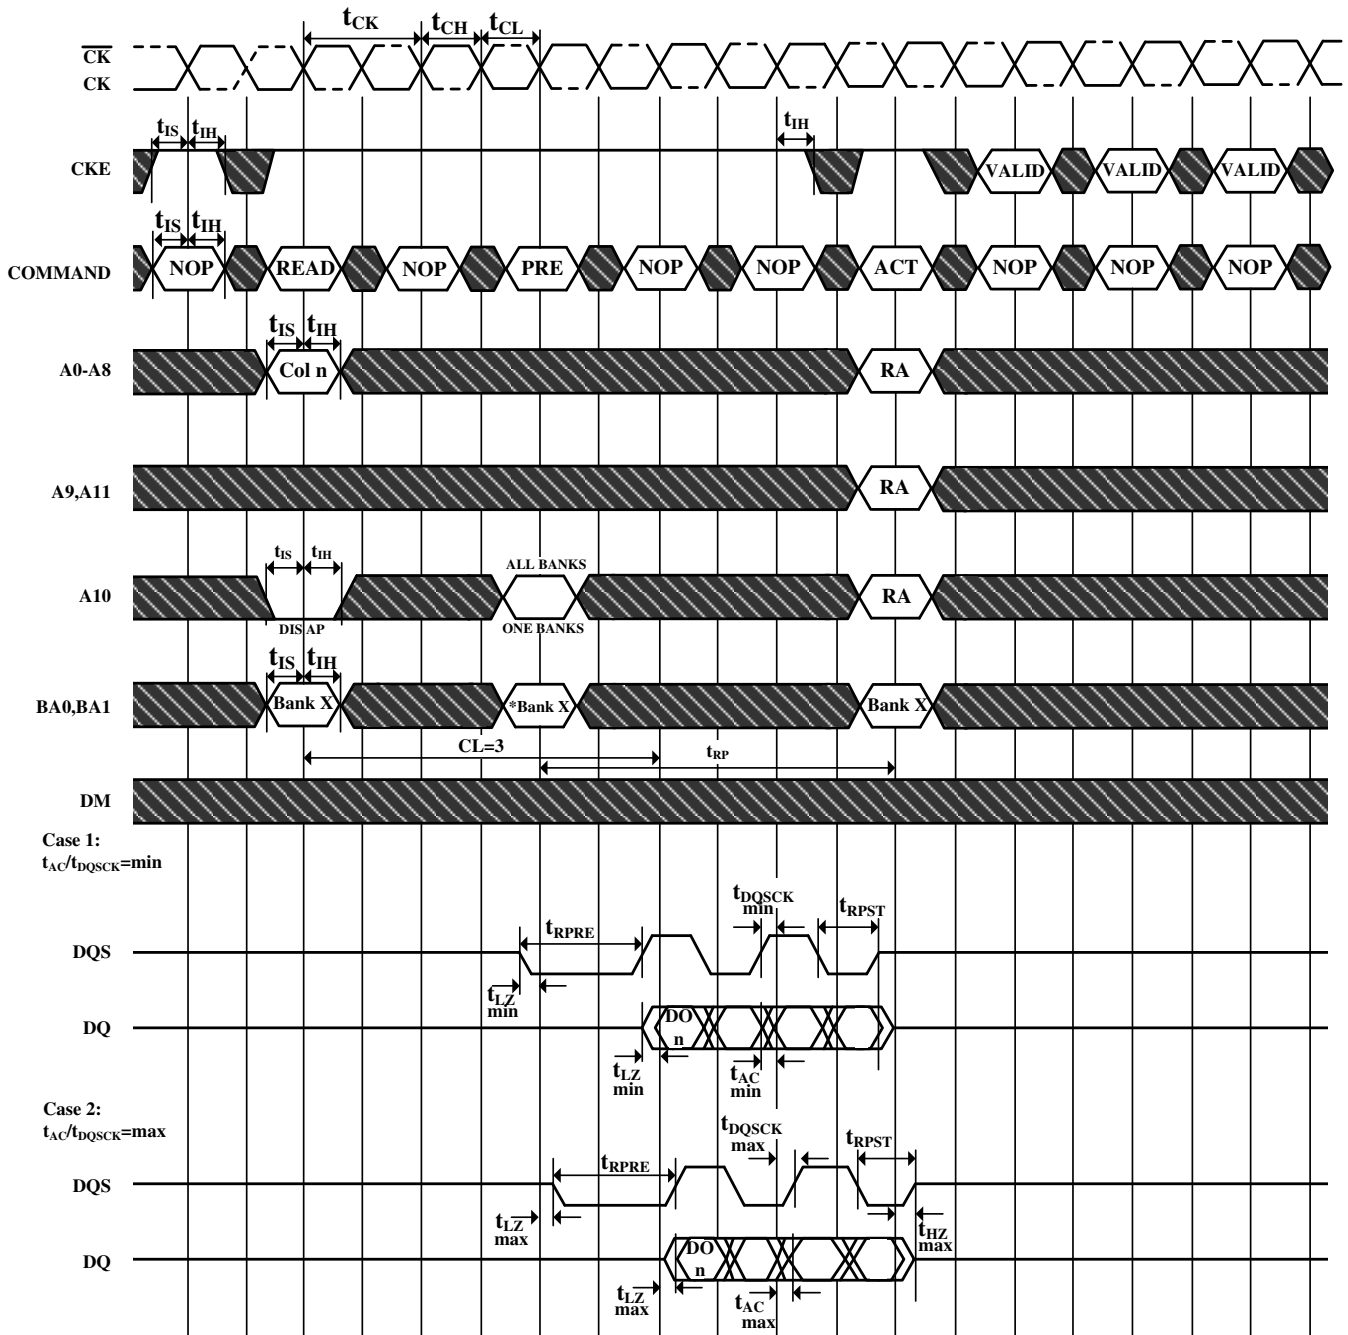 tCK tCH tCL
CK
CK
tIS tIH tIH
CKE VALID VALID VALID
tIS tIH
COMMAND NOP READ NOP PRE NOP NOP ACT NOP NOP NOP
tIS tIH
A0-A8 Col n RA
A9,A11 RA
tIS tIH ALL BANKS
A10 RA
DIS AP ONE BANKS
tIS tIH
BA0,BA1 Bank X *Bank X Bank X
CL=3 tRP
DM
Case 1:
tAC/tDQSCK=min
tDQSCK
min
tRPST
tRPRE
DQS
tLZ
min
DQ DO
n
tLZ
min
tAC
min
Case 2:
tAC/tDQSCK=max
tDQSCK
max
tRPST
tRPRE
DQS
tLZ
max
tHZ
max
DQ DO
n
tLZ
max
tAC
max